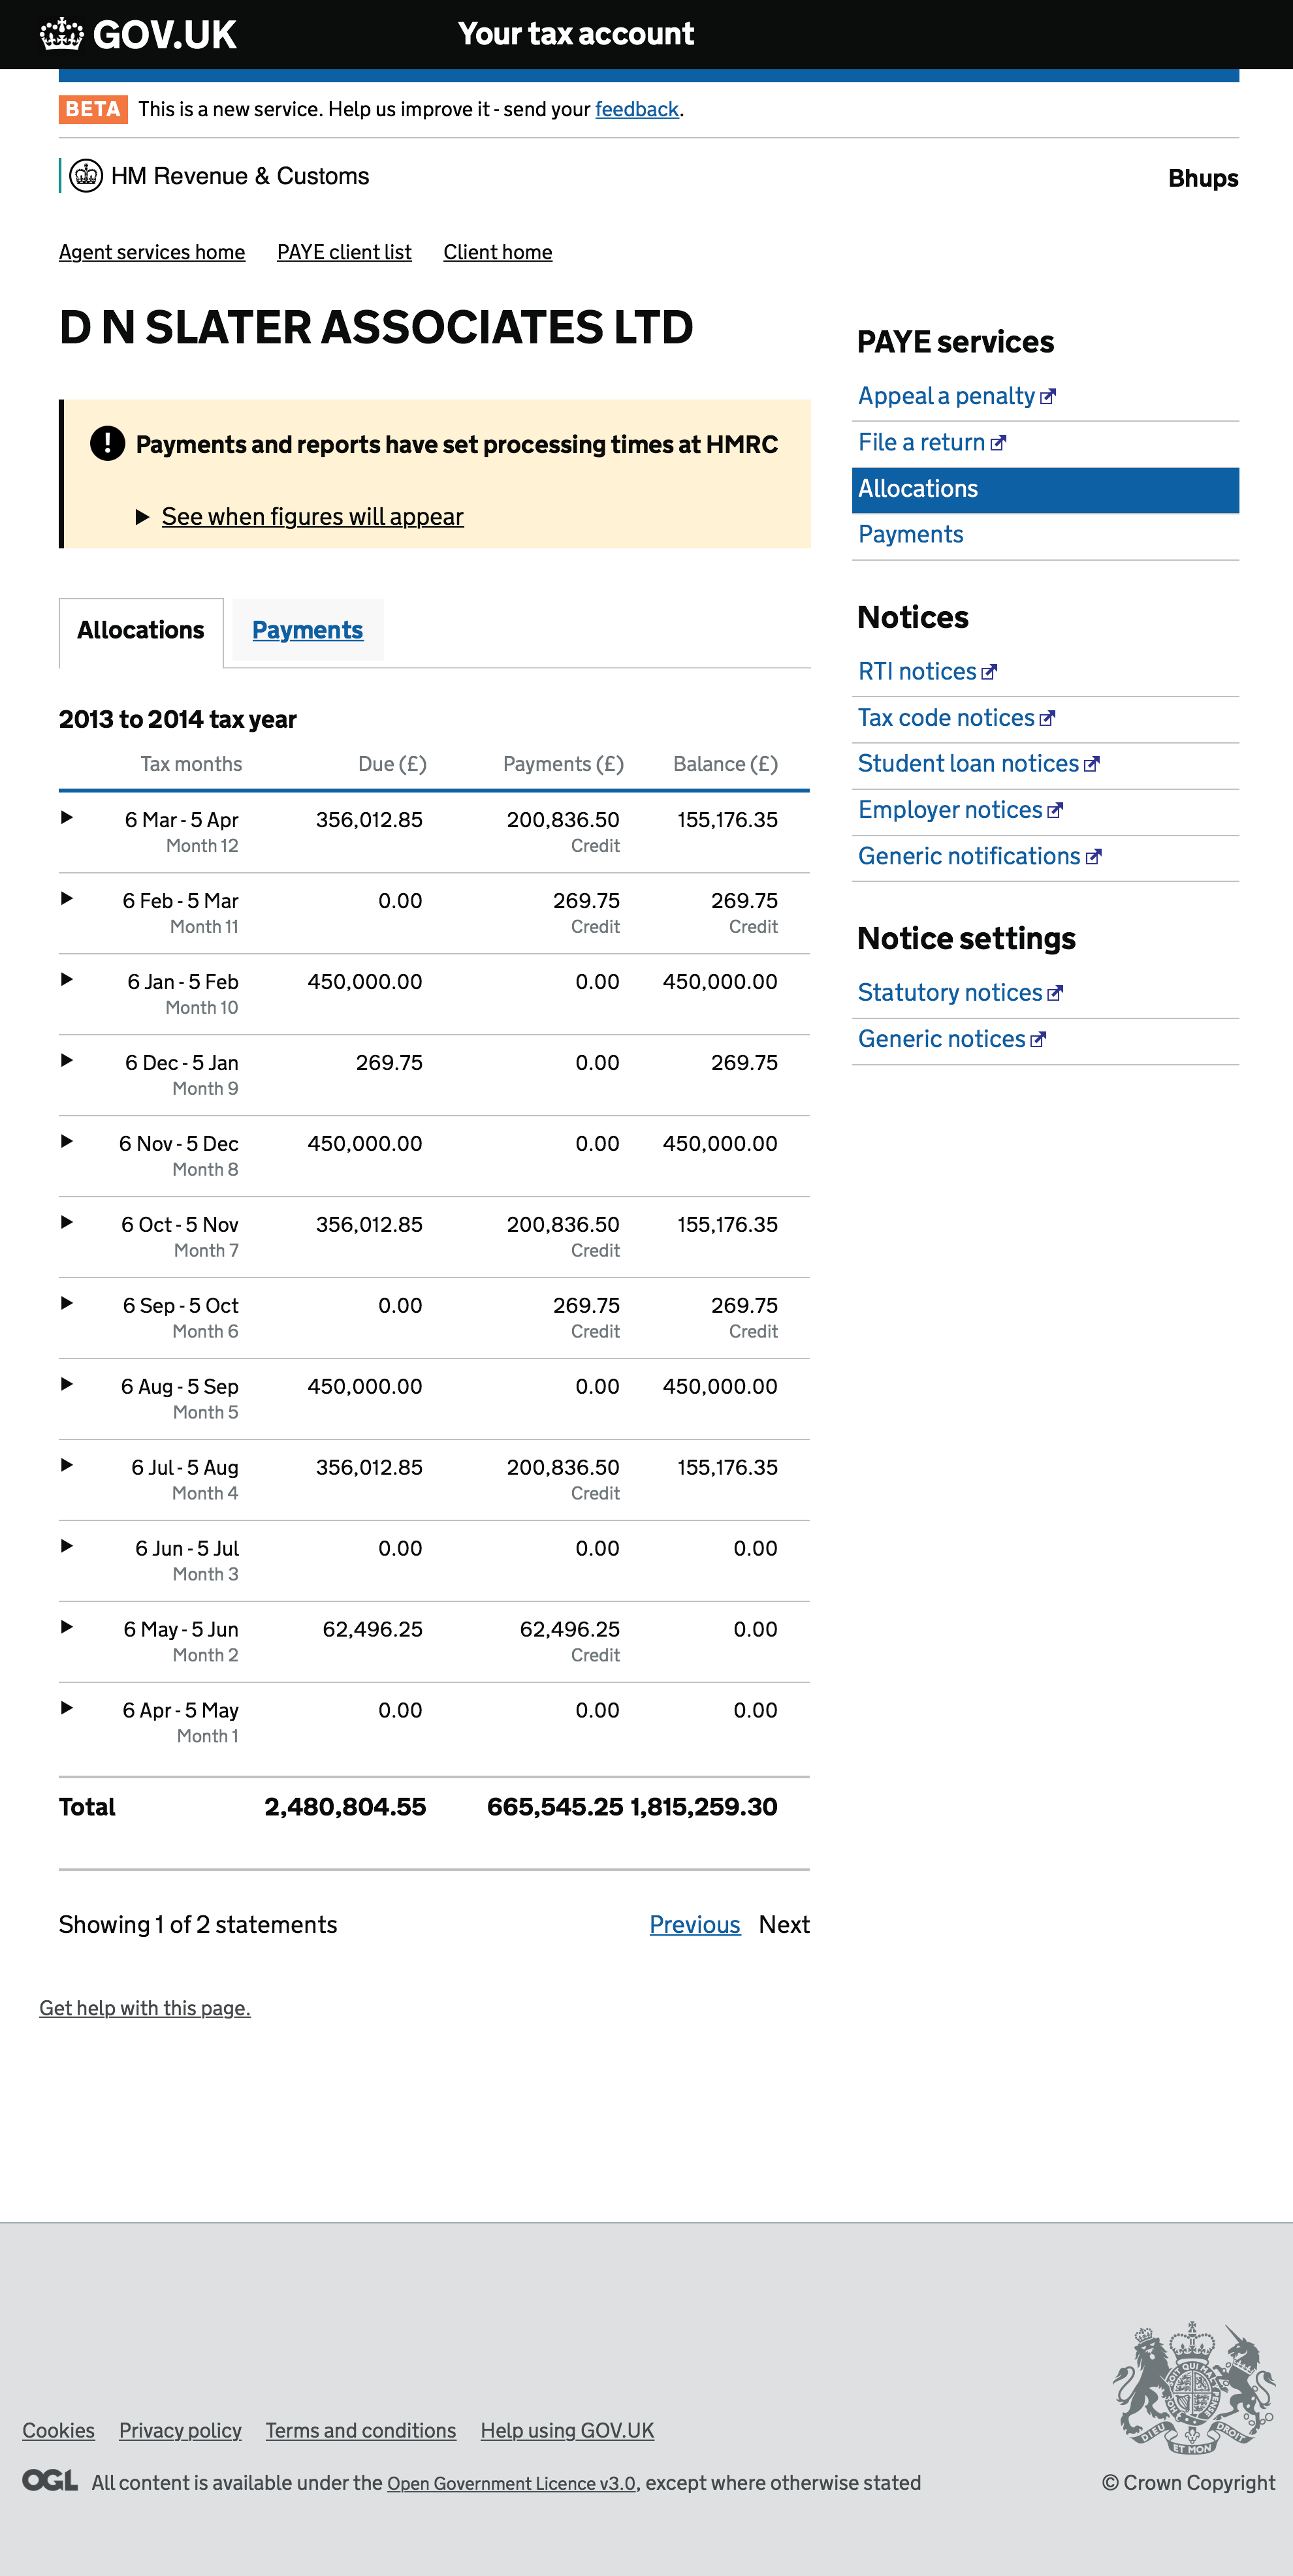 GOV.UK
Your tax account
BETA This is a new service. Help us improve it - send your feedback.
HM Revenue & Customs
Bhups
Agent services home PAYE client list Client home
D N SLATER ASSOCIATES LTD
! Payments and reports have set processing times at HMRC
See when figures will appear
Allocations Payments
2013 to 2014 tax year
Tax months Due (£) Payments (£) Balance (£)
6 Mar - 5 Apr 356,012.85 200,836.50 155,176.35
Month 12 Credit
6 Feb - 5 Mar 0.00 269.75 269.75
Month 11 Credit Credit
6 Jan - 5 Feb 450,000.00 0.00 450,000.00
Month 10
6 Dec - 5 Jan 269.75 0.00 269.75
Month 9
6 Nov - 5 Dec 450,000.00 0.00 450,000.00
Month 8
6 Oct - 5 Nov 356,012.85 200,836.50 155,176.35
Month 7 Credit
6 Sep - 5 Oct 0.00 269.75 269.75
Month 6 Credit Credit
6 Aug - 5 Sep 450,000.00 0.00 450,000.00
Month 5
6 Jul - 5 Aug 356,012.85 200,836.50 155,176.35
Month 4 Credit
6 Jun - 5 Jul 0.00 0.00 0.00
Month 3
6 May - 5 Jun 62,496.25 62,496.25 0.00
Month 2 Credit
6 Apr - 5 May 0.00 0.00 0.00
Month 1
Total 2,480,804.55 665,545.25 1,815,259.30
Showing 1 of 2 statements Previous Next
Get help with this page.
PAYE services
Appeal a penalty
File a return
Allocations
Payments
Notices
RTI notices
Tax code notices
Student loan notices
Employer notices
Generic notifications
Notice settings
Statutory notices
Generic notices
Cookies Privacy policy Terms and conditions Help using GOV.UK
OGL All content is available under the Open Government Licence v3.0, except where otherwise stated
DIEU ET MON DROIT
© Crown Copyright